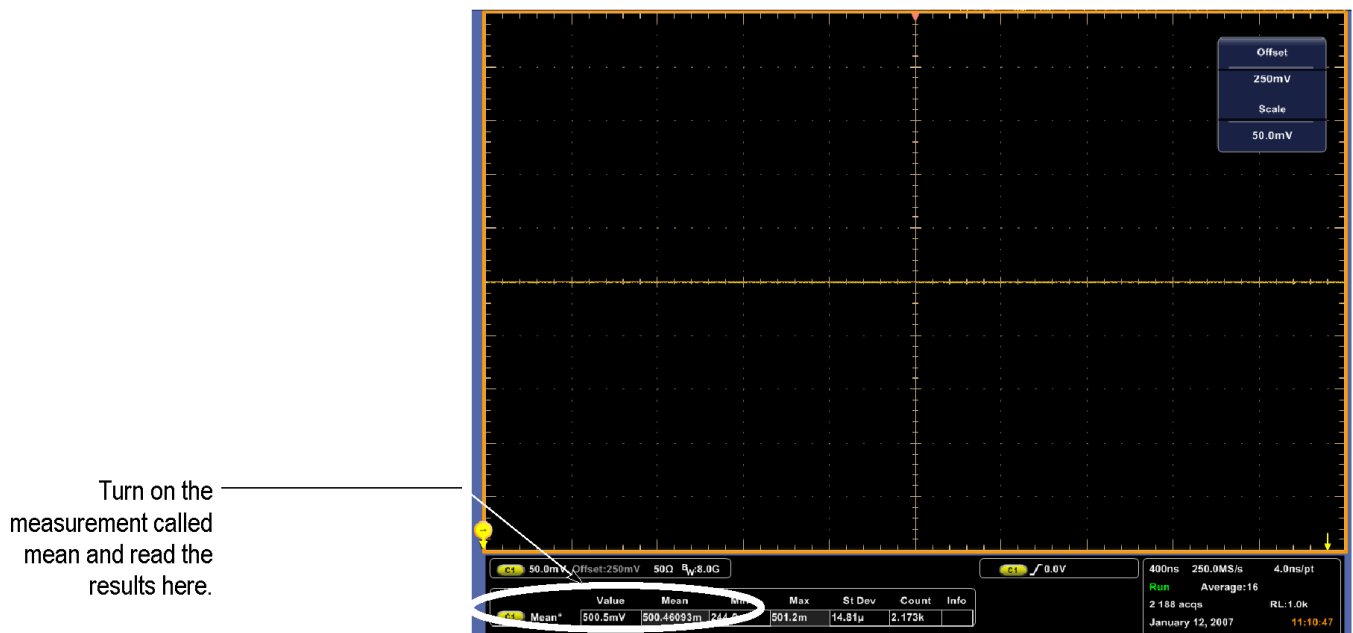 Offset
250mV
Scale
50.0mV
Turn on the
measurement called
mean and read the
results here.
C1 50.0mV Offset:250mV 50Ω BW:8.0G
C1 0.0V
400ns 250.0MS/s 4.0ns/pt
Run Average:16
2 188 acqs RL:1.0k
January 12, 2007 11:10:47
Value Mean Max St Dev Count Info
C1 Mean* 500.5mV 500.46093m 501.2m 14.81µ 2.173k